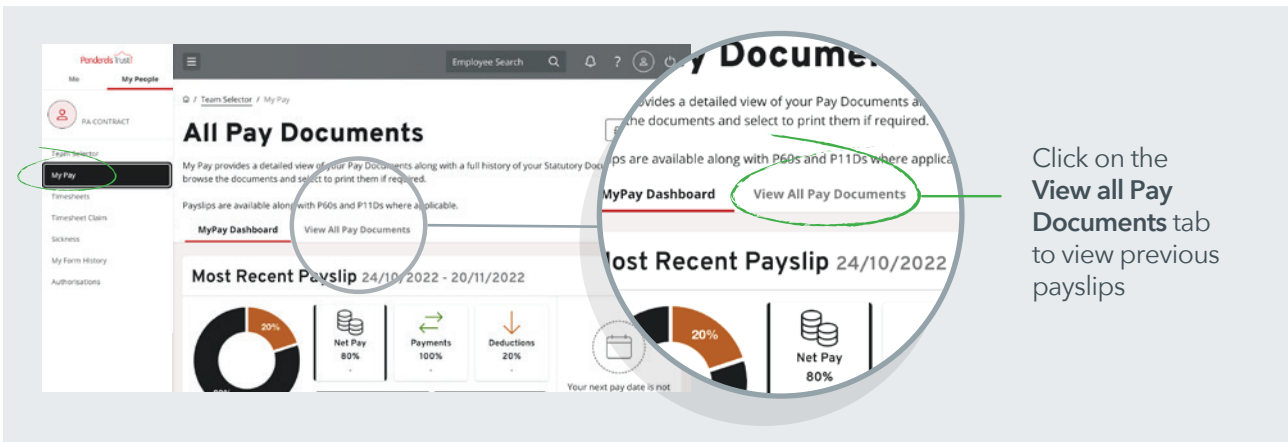 Penderels Trust
Me My People
PA CONTRACT
Team Selector
My Pay
Timesheets
Timesheet Claim
Sickness
My Form History
Authorisations
Employee Search
?
/ Team Selector / My Pay
All Pay Documents
My Pay provides a detailed view of your Pay Documents along with a full history of your Statutory Doc
browse the documents and select to print them if required.
Payslips are available along with P60s and P11Ds where applicable.
MyPay Dashboard View All Pay Documents
Most Recent Payslip 24/10/2022 - 20/11/2022
20%
Net Pay
80%
-
Payments
100%
-
Deductions
20%
-
Your next pay date is not
y Docume
ovides a detailed view of your Pay Documents a
the documents and select to print them if required.
ips are available along with P60s and P11Ds where applica
MyPay Dashboard View All Pay Documents
Most Recent Payslip 24/10/2022
20%
Net Pay
80%
Click on the
View all Pay
Documents tab
to view previous
payslips